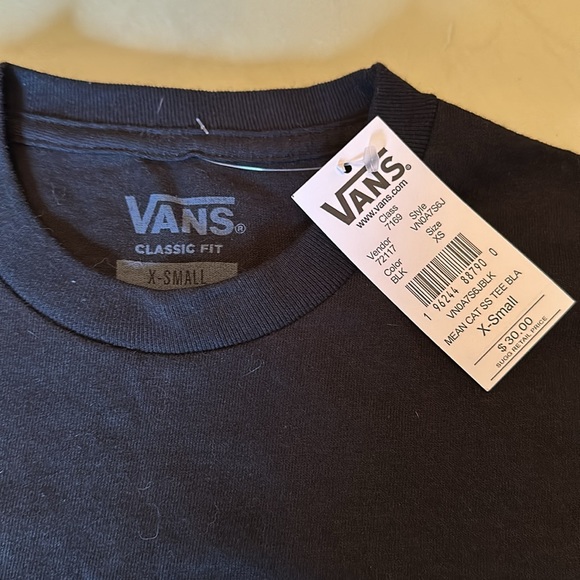 VANS®
CLASSIC FIT
X-SMALL
VANS®
www.vans.com
Class Style
7169 VN0A7S6J
Vendor Size
72117 XS
Color
BLK
1 96244 88790 0
VN0A7S6JBLK
MEAN CAT SS TEE BLA
X-Small
$30.00
SUGG RETAIL PRICE